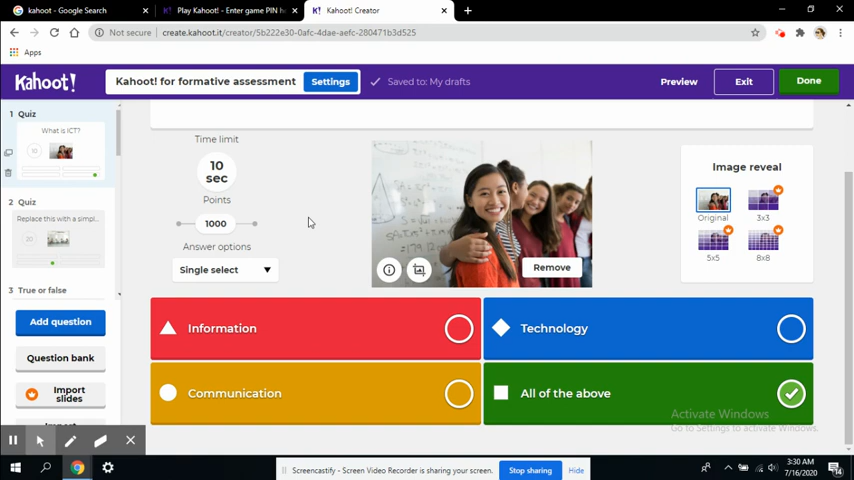 kahoot - Google Search
Play Kahoot! - Enter game PIN h
Kahoot! Creator
Not secure | create.kahoot.it/creator/5b222e30-0afc-4dae-aefc-280471b3d525
Apps
Kahoot!
Kahoot! for formative assessment
Settings
Saved to: My drafts
Preview
Exit
Done
1 Quiz
What is ICT?
10
2 Quiz
Replace this with a simpl...
20
3 True or false
Add question
Question bank
Import
slides
Time limit
10
sec
Points
1000
Answer options
Single select
Remove
Image reveal
Original
3x3
5x5
8x8
Information
Technology
Communication
All of the above
Activate Windows
Go to Settings to activate Windows.
Screencastify - Screen Video Recorder is sharing your screen.
Stop sharing
Hide
3:30 AM
7/16/2020
14